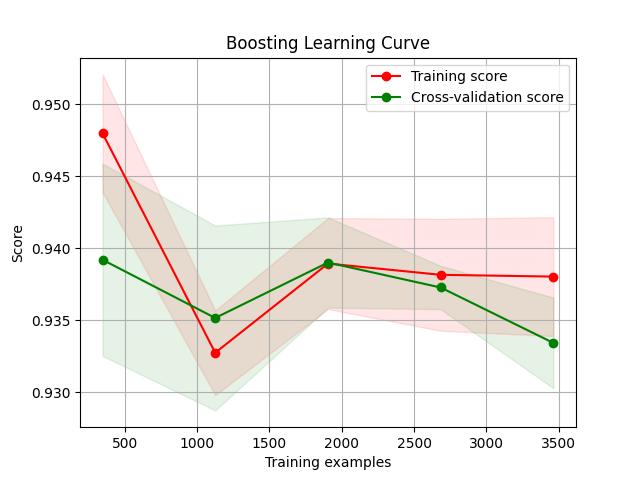 Boosting Learning Curve
Training score
Cross-validation score
0.950
0.945
0.940
0.935
0.930
Score
500
1000
1500
2000
2500
3000
3500
Training examples